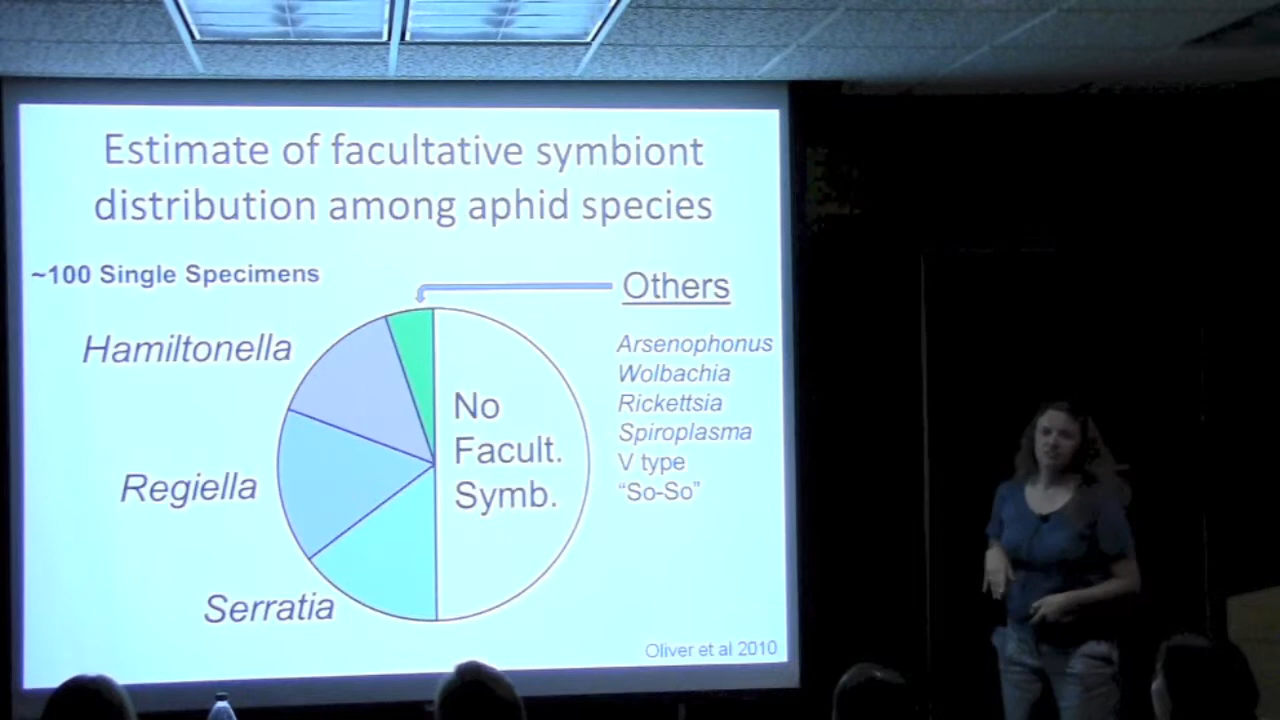 Estimate of facultative symbiont
distribution among aphid species
~100 Single Specimens
Others
Hamiltonella
Regiella
Serratia
No
Facult.
Symb.
Arsenophonus
Wolbachia
Rickettsia
Spiroplasma
V type
“So-So”
Oliver et al 2010